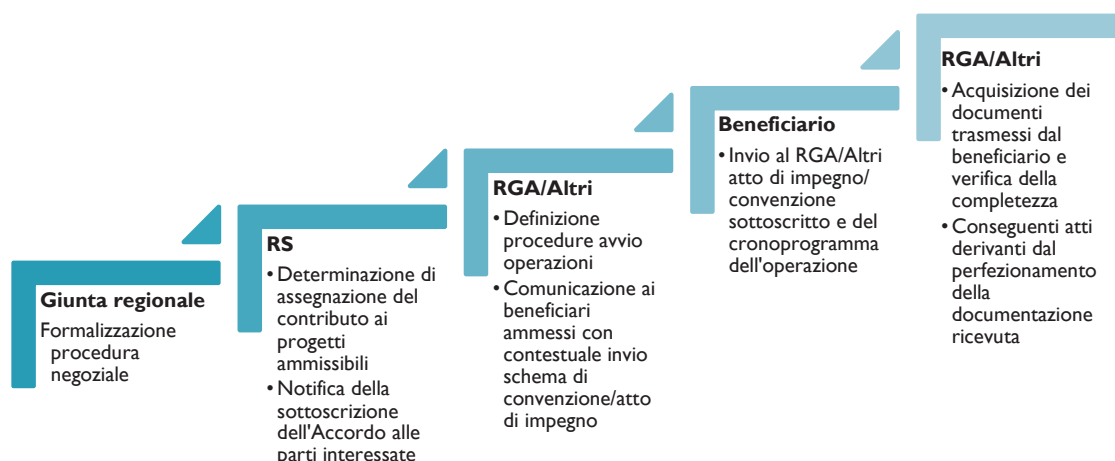 Giunta regionale
Formalizzazione
procedura
negoziale
RS
• Determinazione di
assegnazione del
contributo ai
progetti
ammissibili
• Notifica della
sottoscrizione
dell'Accordo alle
parti interessate
RGA/Altri
• Definizione
procedure avvio
operazioni
• Comunicazione ai
beneficiari
ammessi con
contestuale invio
schema di
convenzione/atto
di impegno
Beneficiario
• Invio al RGA/Altri
atto di impegno/
convenzione
sottoscritto e del
cronoprogramma
dell'operazione
RGA/Altri
• Acquisizione dei
documenti
trasmessi dal
beneficiario e
verifica della
completezza
• Conseguenti atti
derivanti dal
perfezionamento
della
documentazione
ricevuta